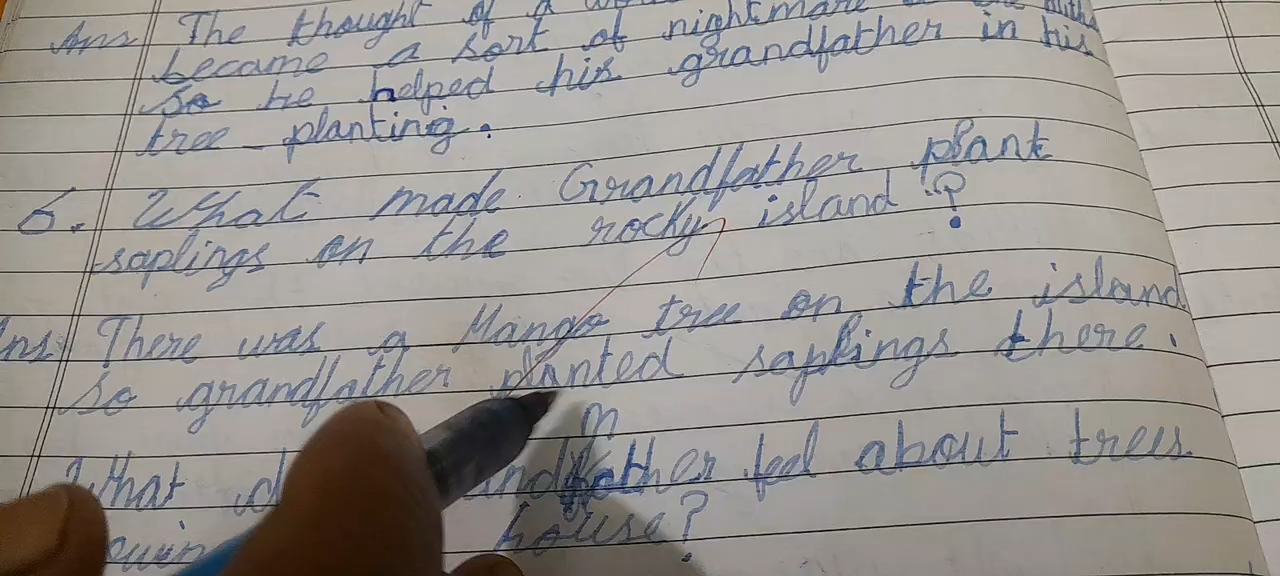 Ans The thought of a
became a sort of nightmare
So he helped his grandfather in his
tree planting.
6. What made Grandfather plant
saplings on the rocky island?
Ans There was a Mango tree on the island
So grandfather planted saplings there.
What feel about trees
house?